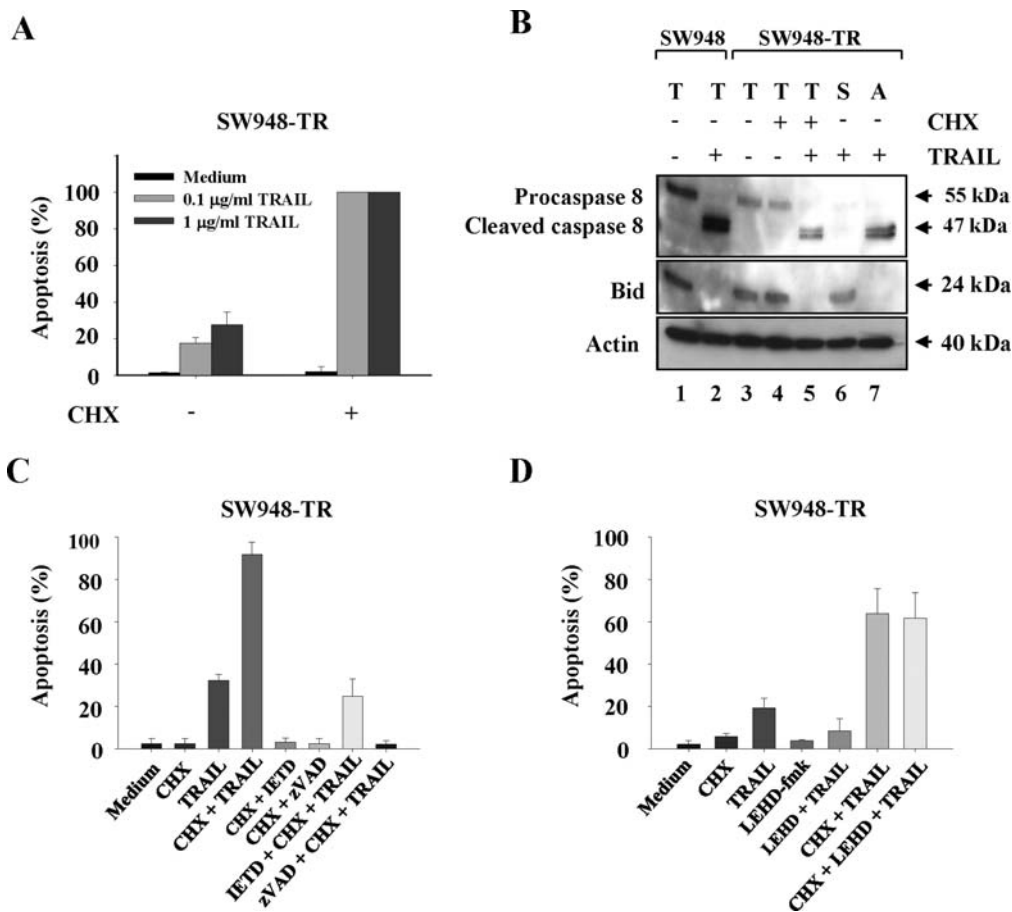 A
SW948-TR
Medium
0.1 µg/ml TRAIL
1 µg/ml TRAIL
Apoptosis (%)
100
80
60
40
20
0
CHX - +
B
SW948 SW948-TR
T T T T T S A
- - - + + - - CHX
- + - - + + + TRAIL
Procaspase 8 55 kDa
Cleaved caspase 8 47 kDa
Bid 24 kDa
Actin 40 kDa
1 2 3 4 5 6 7
C
SW948-TR
Apoptosis (%)
100
80
60
40
20
0
Medium
CHX
TRAIL
CHX + TRAIL
CHX + IETD
CHX + zVAD
IETD + CHX + TRAIL
zVAD + CHX + TRAIL
D
SW948-TR
Apoptosis (%)
100
80
60
40
20
0
Medium
CHX
TRAIL
LEHD-fmk
LEHD + TRAIL
CHX + TRAIL
CHX + LEHD + TRAIL